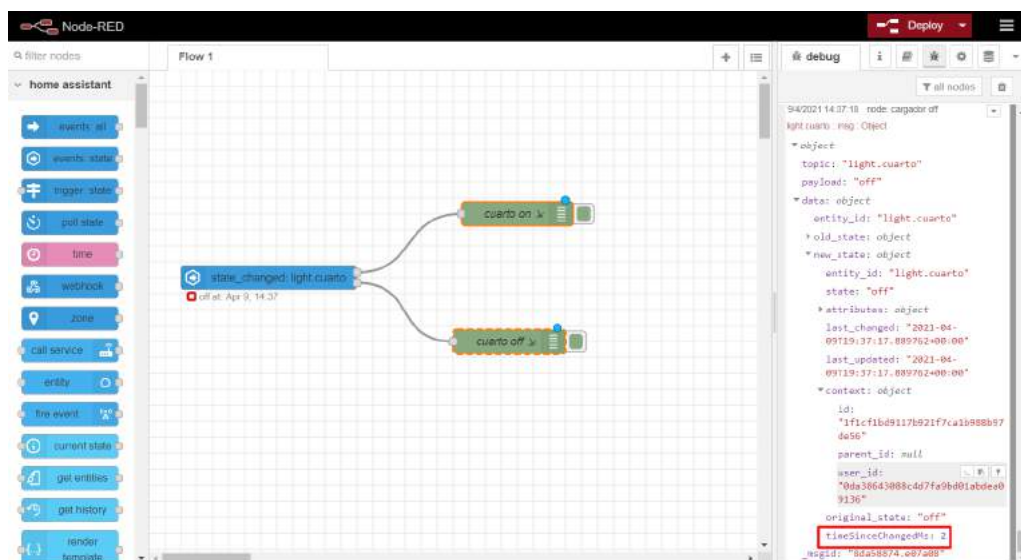 Node-RED
Deploy
filter nodes
home assistant
events: all
events: state
trigger: state
poll state
time
webhook
zone
call service
entity
fire event
current state
get entities
get history
render
template
Flow 1
state_changed: light.cuarto
off at: Apr 9, 14:37
cuarto on
cuarto off
debug
all nodes
9/4/2021 14:37:18 node: cargador off
light.cuarto : msg : Object
object
topic: "light.cuarto"
payload: "off"
data: object
entity_id: "light.cuarto"
old_state: object
new_state: object
entity_id: "light.cuarto"
state: "off"
attributes: object
last_changed: "2021-04-
09T19:37:17.889762+00:00"
last_updated: "2021-04-
09T19:37:17.889762+00:00"
context: object
id:
"1f1cf1bd9117b921f7ca1b988b97
de56"
parent_id: null
user_id:
"0da38643008c4d7fa9bd01abdea0
9136"
original_state: "off"
timeSinceChangedMs: 2
_msgid: "8da58874.e07a08"